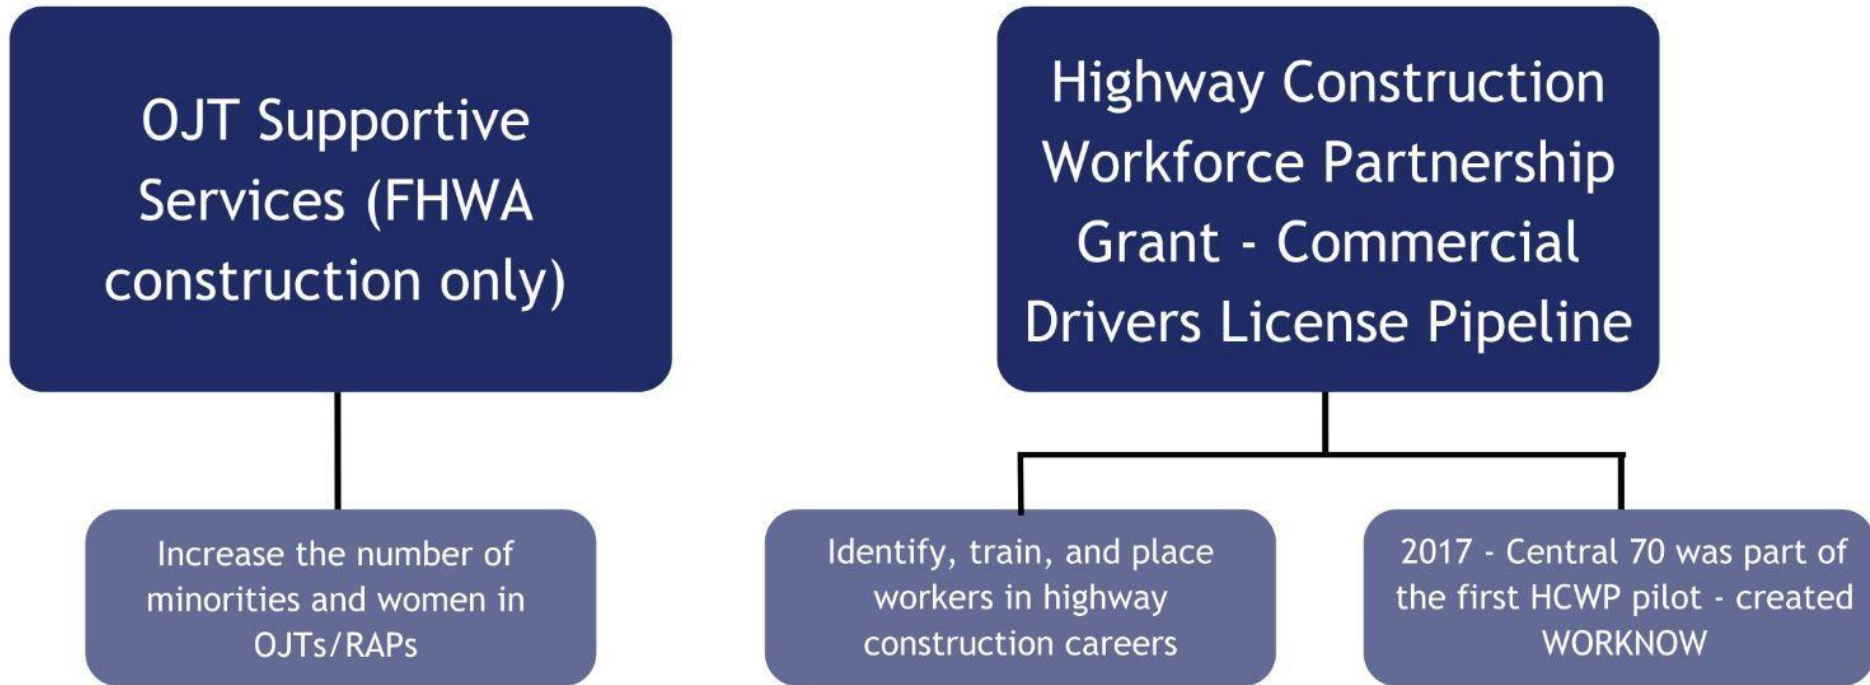 OJT Supportive
Services (FHWA
construction only)
Highway Construction
Workforce Partnership
Grant - Commercial
Drivers License Pipeline
Increase the number of
minorities and women in
OJTs/RAPs
Identify, train, and place
workers in highway
construction careers
2017 - Central 70 was part of
the first HCWP pilot - created
WORKNOW